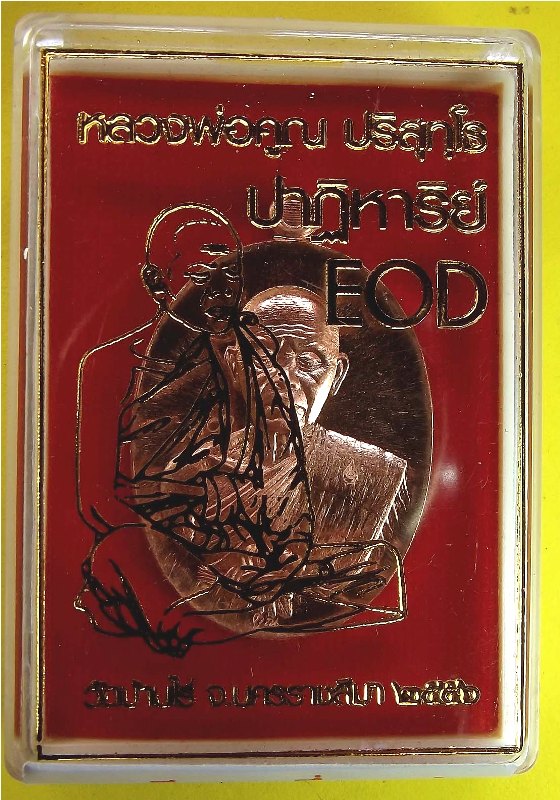 หลวงพ่อคูณ ปริสุทฺโธ
ปาฏิหาริย์
EOD
วัดบ้านไร่ จ.นครราชสีมา ๒๕๕๖